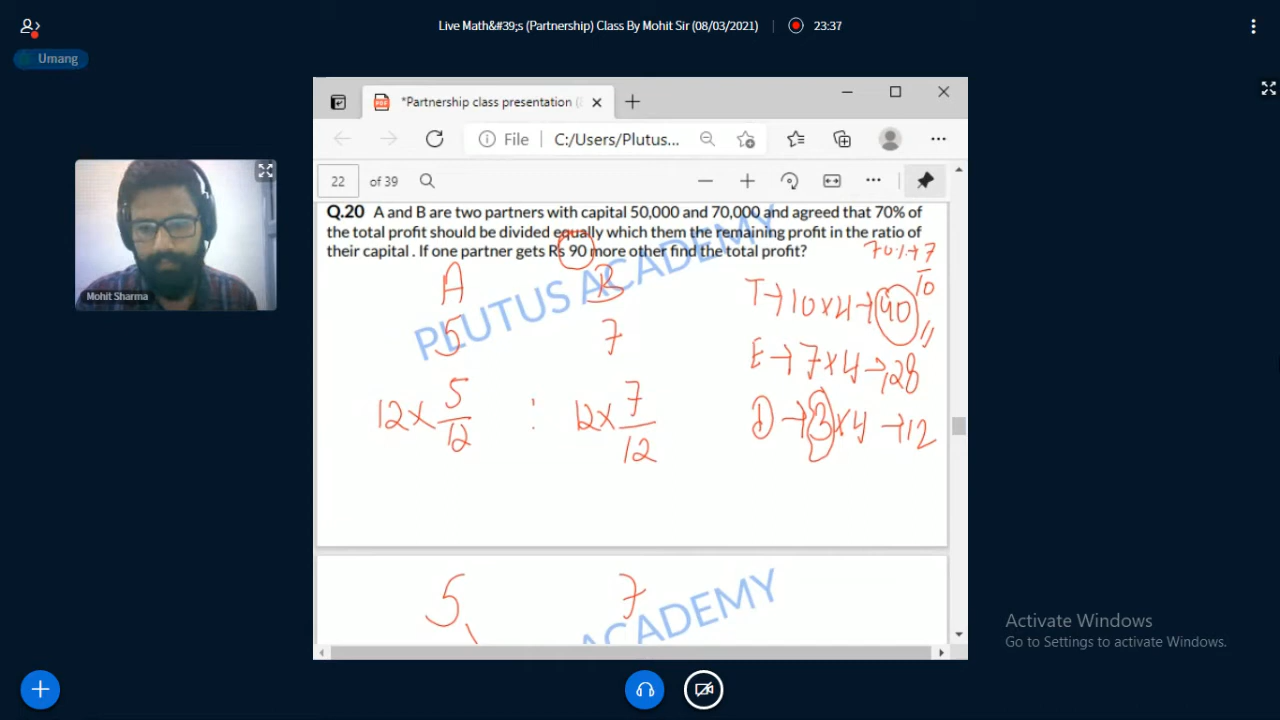 Live Math&#39;s (Partnership) Class By Mohit Sir (08/03/2021) 23:37
Umang
*Partnership class presentation (
File C:/Users/Plutus...
22 of 39
Q.20 A and B are two partners with capital 50,000 and 70,000 and agreed that 70% of
the total profit should be divided equally which them the remaining profit in the ratio of
their capital . If one partner gets Rs 90 more other find the total profit?
70%→7/10
A B
5 7
T→10×4→40
E→7×4→28
D→3×4→12
12×5/12 : 12×7/12
PLUTUS ACADEMY
5 7
ACADEMY
Mohit Sharma
Activate Windows
Go to Settings to activate Windows.